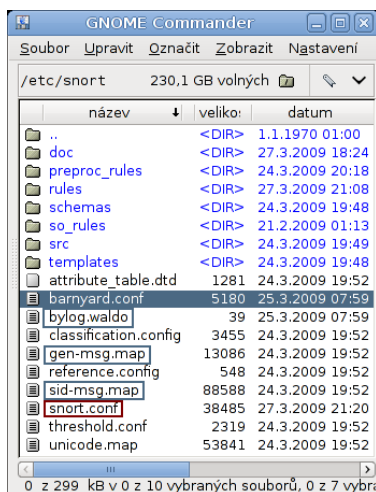 GNOME Commander
Soubor Upravit Označit Zobrazit Nastavení
/etc/snort 230,1 GB volných
název veliko: datum
.. <DIR> 1.1.1970 01:00
doc <DIR> 27.3.2009 18:24
preproc_rules <DIR> 24.3.2009 20:18
rules <DIR> 27.3.2009 21:08
schemas <DIR> 24.3.2009 19:48
so_rules <DIR> 21.2.2009 01:13
src <DIR> 24.3.2009 19:49
templates <DIR> 24.3.2009 19:48
attribute_table.dtd 1281 24.3.2009 19:52
barnyard.conf 5180 25.3.2009 07:59
bylog.waldo 39 25.3.2009 07:59
classification.config 3455 24.3.2009 19:52
gen-msg.map 13086 24.3.2009 19:52
reference.config 548 24.3.2009 19:52
sid-msg.map 88588 24.3.2009 19:52
snort.conf 38485 27.3.2009 21:20
threshold.conf 2319 24.3.2009 19:52
unicode.map 53841 24.3.2009 19:52
0 z 299 kB v 0 z 10 vybraných souborů, 0 z 7 vybra